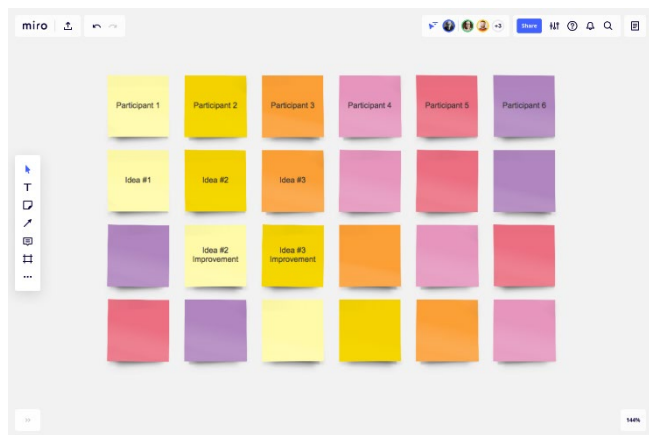 miro
+3
Share
Participant 1
Participant 2
Participant 3
Participant 4
Participant 5
Participant 6
Idea #1
Idea #2
Idea #3
Idea #2
Improvement
Idea #3
Improvement
144%